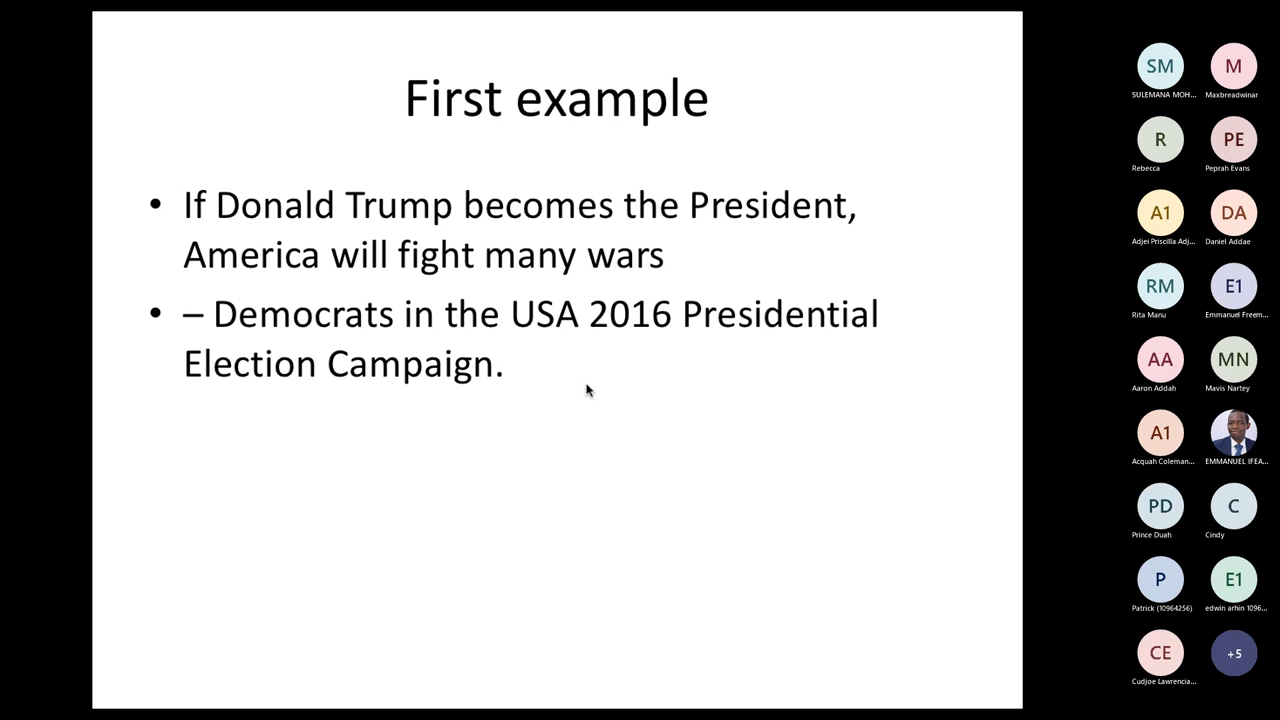 First example
• If Donald Trump becomes the President,
America will fight many wars
• – Democrats in the USA 2016 Presidential
Election Campaign.
SM
M
SULEMANA MOH...
Maxbreadwinar
R
PE
Rebecca
Peprah Evans
A1
DA
Adjei Priscilla Adj...
Daniel Addae
RM
E1
Rita Manu
Emmanuel Freem...
AA
MN
Aaron Addah
Mavis Nartey
A1
Acquah Coleman...
EMMANUEL IFEA...
PD
C
Prince Duah
Cindy
P
E1
Patrick (10964256)
edwin arhin 1096...
CE
+5
Cudjoe Lawrencia...